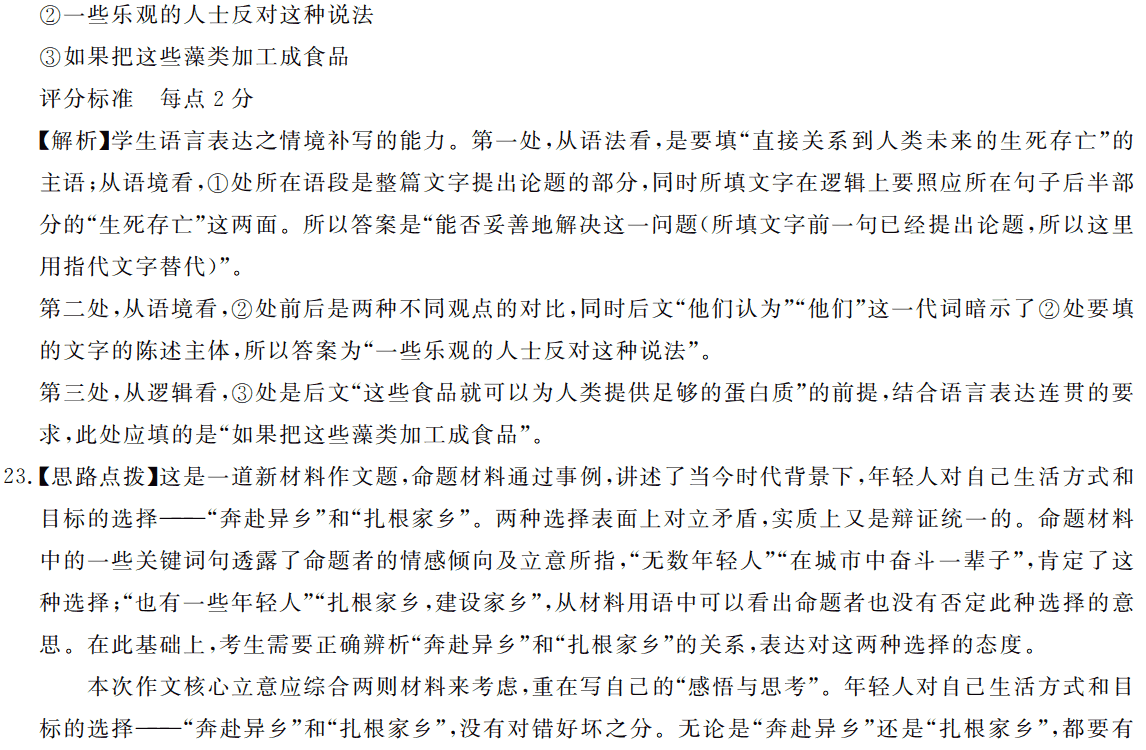 ②一些乐观的人士反对这种说法
③如果把这些藻类加工成食品
评分标准　每点 2 分
【解析】学生语言表达之情境补写的能力。第一处,从语法看,是要填“直接关系到人类未来的生死存亡”的
主语;从语境看,①处所在语段是整篇文字提出论题的部分,同时所填文字在逻辑上要照应所在句子后半部
分的“生死存亡”这两面。所以答案是“能否妥善地解决这一问题(所填文字前一句已经提出论题,所以这里
用指代文字替代)”。
第二处,从语境看,②处前后是两种不同观点的对比,同时后文“他们认为”“他们”这一代词暗示了②处要填
的文字的陈述主体,所以答案为“一些乐观的人士反对这种说法”。
第三处,从逻辑看,③处是后文“这些食品就可以为人类提供足够的蛋白质”的前提,结合语言表达连贯的要
求,此处应填的是“如果把这些藻类加工成食品”。
23.【思路点拨】这是一道新材料作文题,命题材料通过事例,讲述了当今时代背景下,年轻人对自己生活方式和
目标的选择——“奔赴异乡”和“扎根家乡”。两种选择表面上对立矛盾,实质上又是辩证统一的。命题材料
中的一些关键词句透露了命题者的情感倾向及立意所指,“无数年轻人”“在城市中奋斗一辈子”,肯定了这
种选择;“也有一些年轻人”“扎根家乡,建设家乡”,从材料用语中可以看出命题者也没有否定此种选择的意
思。在此基础上,考生需要正确辨析“奔赴异乡”和“扎根家乡”的关系,表达对这两种选择的态度。
本次作文核心立意应综合两则材料来考虑,重在写自己的“感悟与思考”。年轻人对自己生活方式和目
标的选择——“奔赴异乡”和“扎根家乡”,没有对错好坏之分。无论是“奔赴异乡”还是“扎根家乡”,都要有